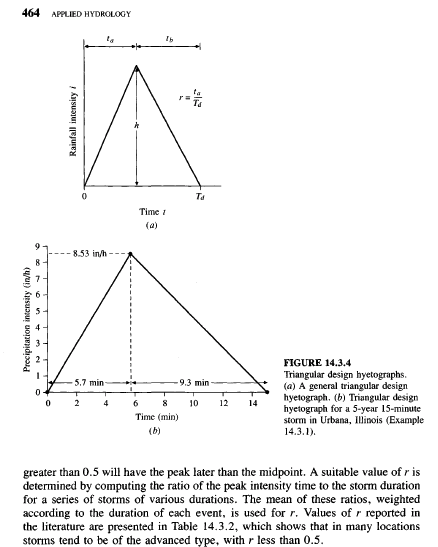 464 APPLIED HYDROLOGY
ta tb
Rainfall intensity i
r = ta/Td
h
0 Td
Time t
(a)
Precipitation intensity (in/h)
9
8
7
6
5
4
3
2
1
0
8.53 in/h
5.7 min 9.3 min
0 2 4 6 8 10 12 14
Time (min)
(b)
FIGURE 14.3.4
Triangular design hyetographs.
(a) A general triangular design
hyetograph. (b) Triangular design
hyetograph for a 5-year 15-minute
storm in Urbana, Illinois (Example
14.3.1).
greater than 0.5 will have the peak later than the midpoint. A suitable value of r is
determined by computing the ratio of the peak intensity time to the storm duration
for a series of storms of various durations. The mean of these ratios, weighted
according to the duration of each event, is used for r. Values of r reported in
the literature are presented in Table 14.3.2, which shows that in many locations
storms tend to be of the advanced type, with r less than 0.5.